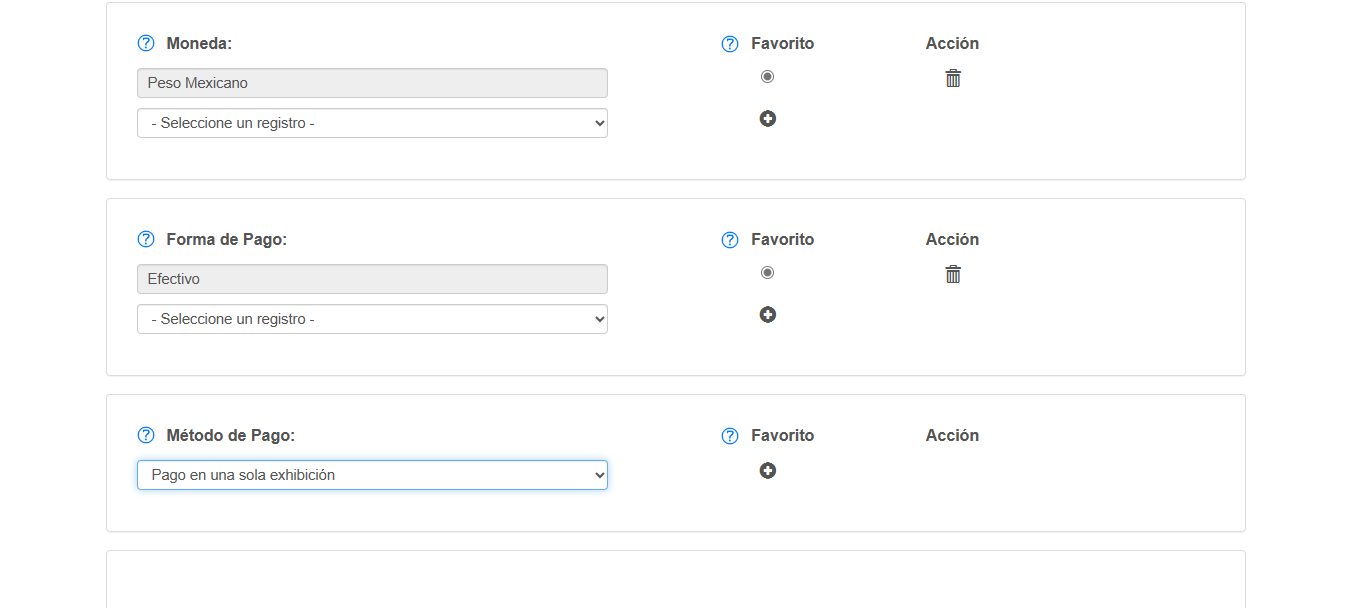 Moneda: Favorito Acción
Peso Mexicano
- Seleccione un registro -
Forma de Pago: Favorito Acción
Efectivo
- Seleccione un registro -
Método de Pago: Favorito Acción
Pago en una sola exhibición